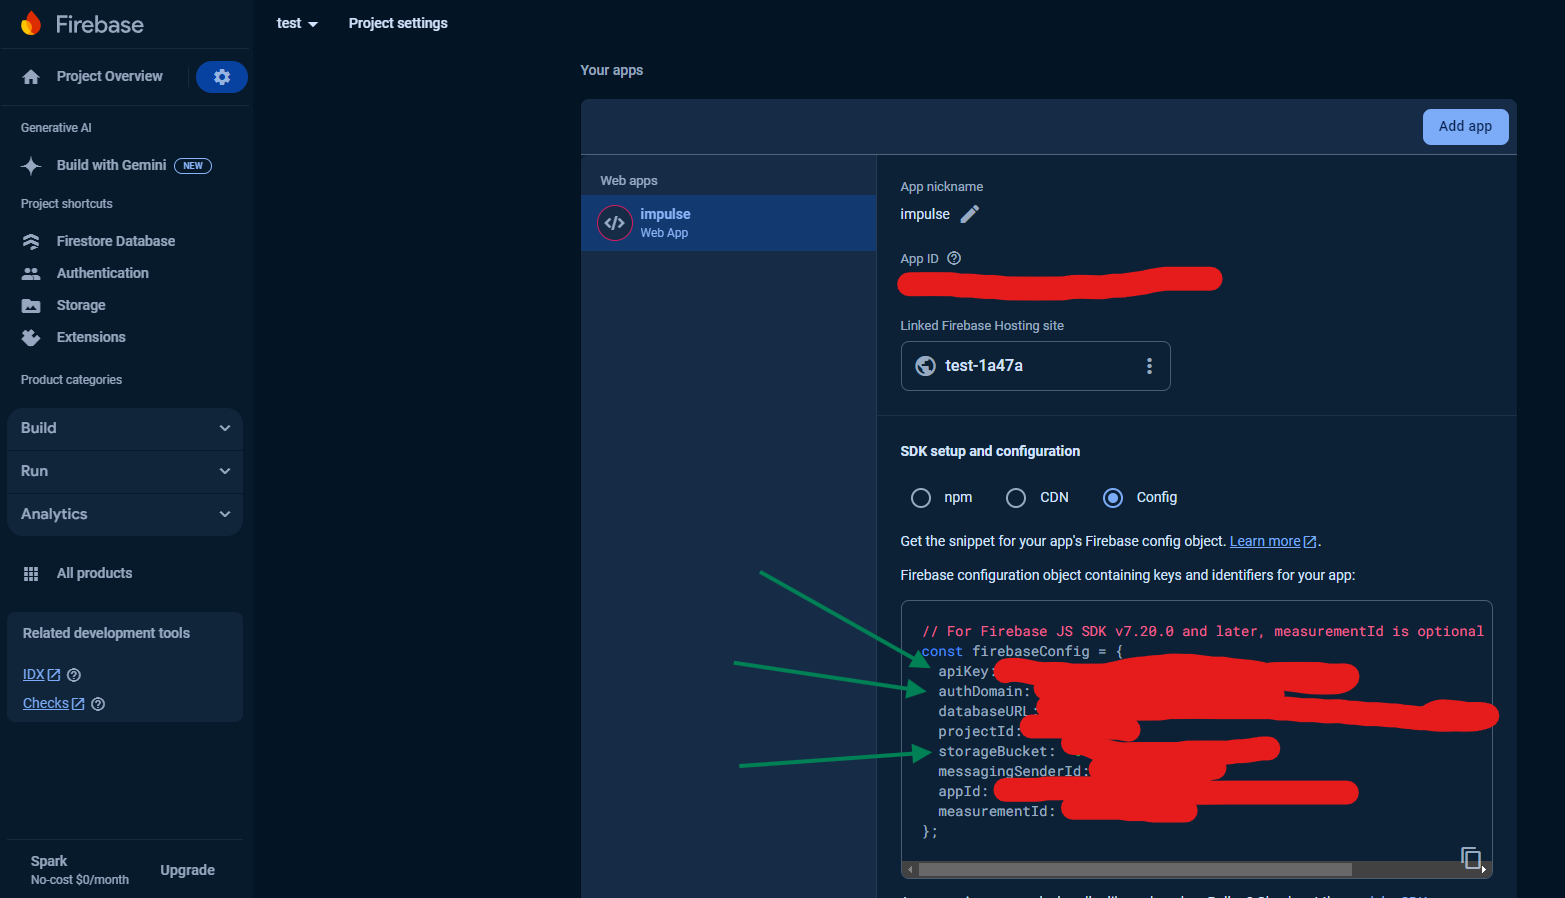 Firebase
test
Project settings
Project Overview
Generative AI
Build with Gemini
NEW
Project shortcuts
Firestore Database
Authentication
Storage
Extensions
Product categories
Build
Run
Analytics
All products
Related development tools
IDX
Checks
Spark
No-cost $0/month
Upgrade
Your apps
Add app
Web apps
impulse
Web App
App nickname
impulse
App ID
Linked Firebase Hosting site
test-1a47a
SDK setup and configuration
npm
CDN
Config
Get the snippet for your app's Firebase config object. Learn more.
Firebase configuration object containing keys and identifiers for your app:
// For Firebase JS SDK v7.20.0 and later, measurementId is optional
const firebaseConfig = {
apiKey:
authDomain:
databaseURL:
projectId:
storageBucket:
messagingSenderId:
appId:
measurementId:
};